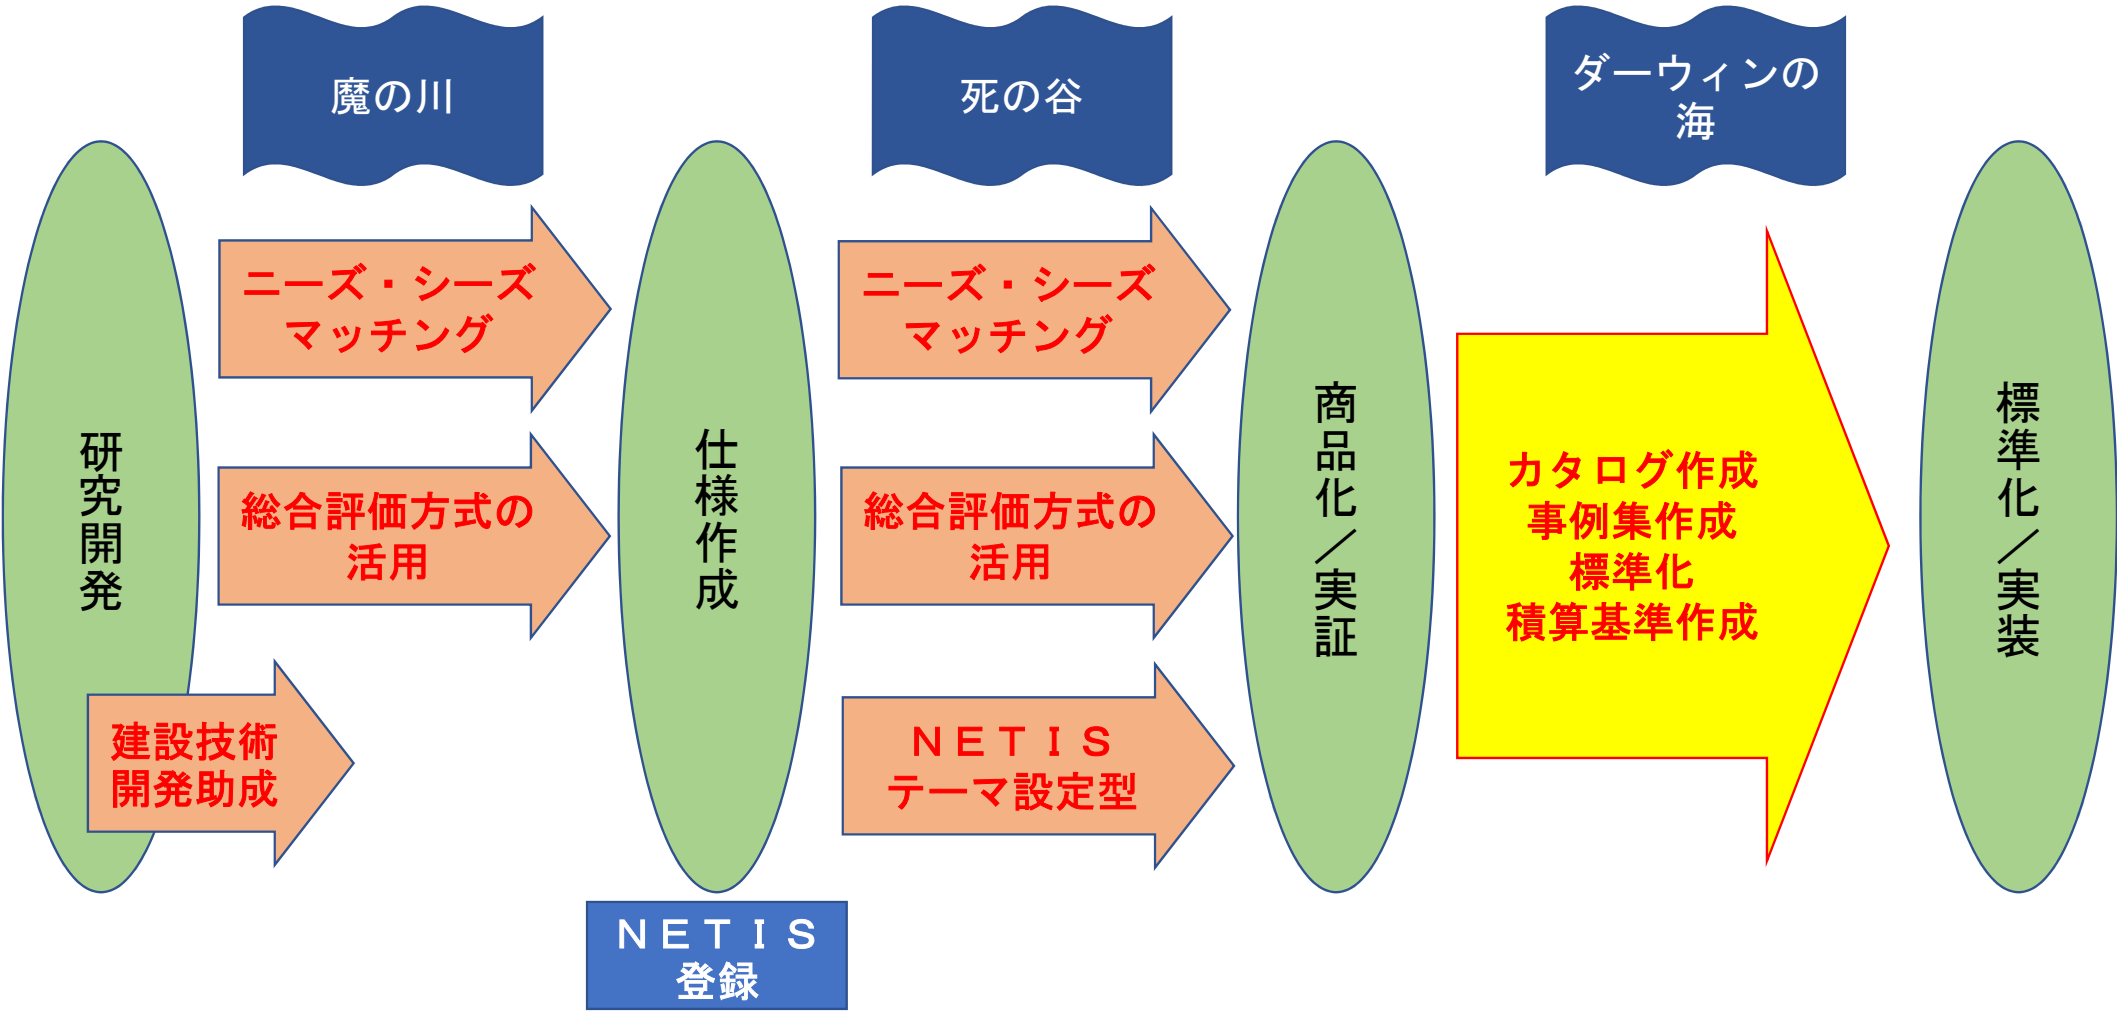 魔の川
死の谷
ダーウィンの
海
研究開発
ニーズ・シーズ
マッチング
総合評価方式の
活用
建設技術
開発助成
仕様作成
ＮＥＴＩＳ
登録
ニーズ・シーズ
マッチング
総合評価方式の
活用
ＮＥＴＩＳ
テーマ設定型
商品化／実証
カタログ作成
事例集作成
標準化
積算基準作成
標準化／実装